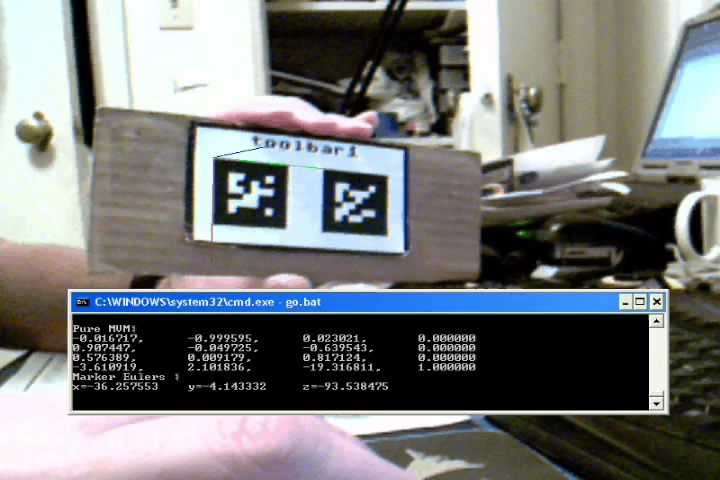 toolbar1
C:\WINDOWS\system32\cmd.exe - go.bat
Pure MVM:
-0.016717, -0.999595, 0.023021, 0.000000
0.907447, -0.049725, -0.639543, 0.000000
0.576389, 0.009179, 0.817124, 0.000000
-3.610919, 2.101836, -19.316811, 1.000000
Marker Eulers :
x=-36.257553 y=-4.143332 z=-93.538475